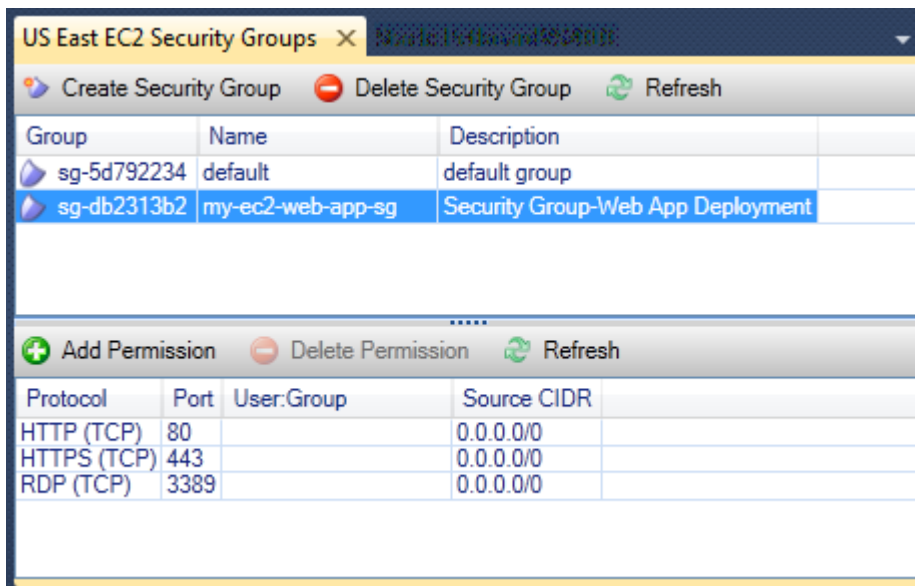 US East EC2 Security Groups
Create Security Group Delete Security Group Refresh
Group Name Description
sg-5d792234 default default group
sg-db2313b2 my-ec2-web-app-sg Security Group-Web App Deployment
Add Permission Delete Permission Refresh
Protocol Port User:Group Source CIDR
HTTP (TCP) 80 0.0.0.0/0
HTTPS (TCP) 443 0.0.0.0/0
RDP (TCP) 3389 0.0.0.0/0